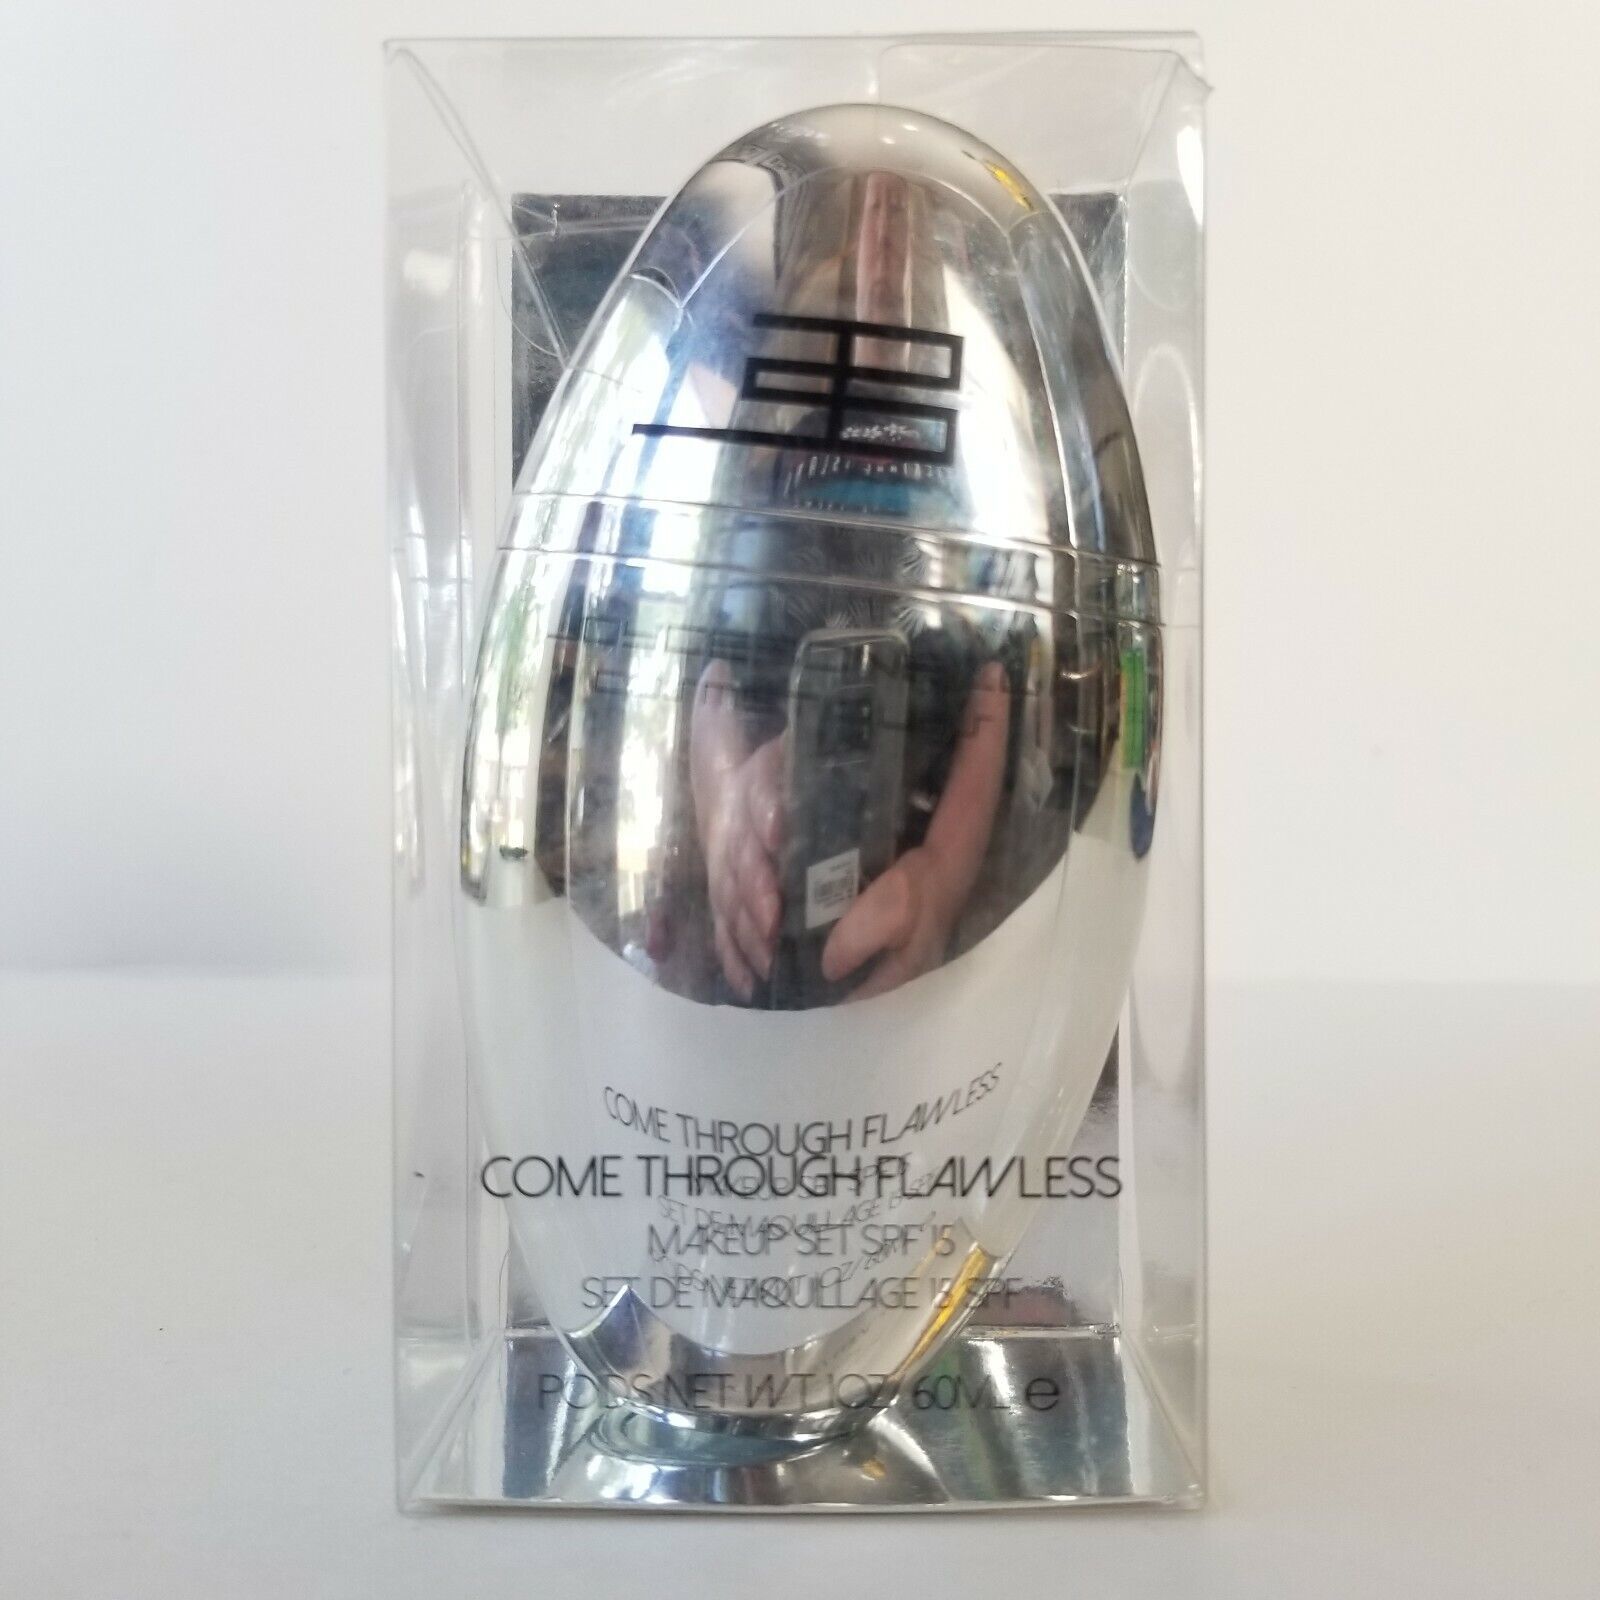 COME THROUGH FLAWLESS
COME THROUGH FLAWLESS
MAKEUP SET SPF 15
SET DE MAQUILLAGE 15 SPF
PODS NET WT 1OZ/ 60ML e